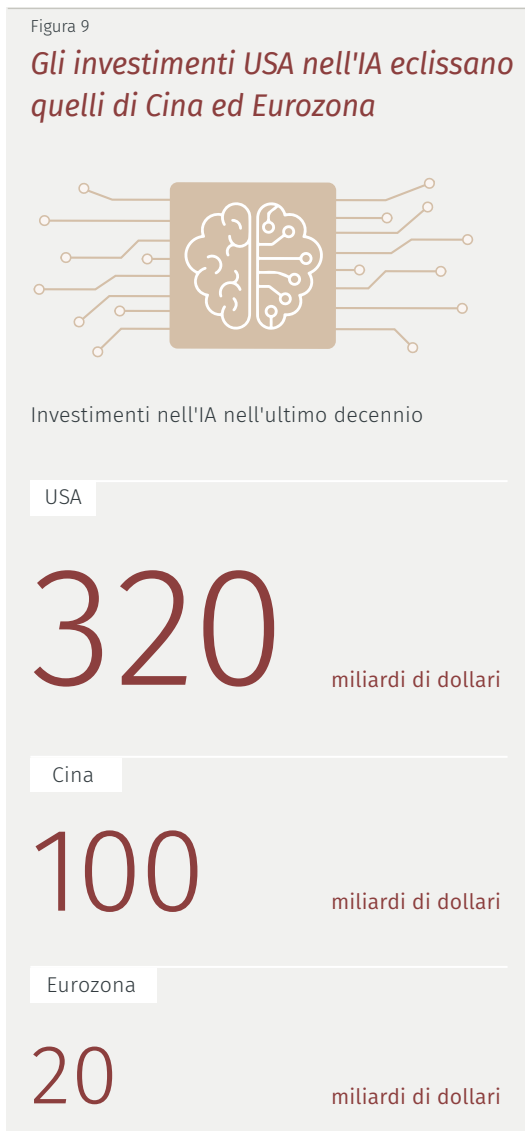 Figura 9
Gli investimenti USA nell'IA eclissano
quelli di Cina ed Eurozona
Investimenti nell'IA nell'ultimo decennio
USA
320 miliardi di dollari
Cina
100 miliardi di dollari
Eurozona
20 miliardi di dollari